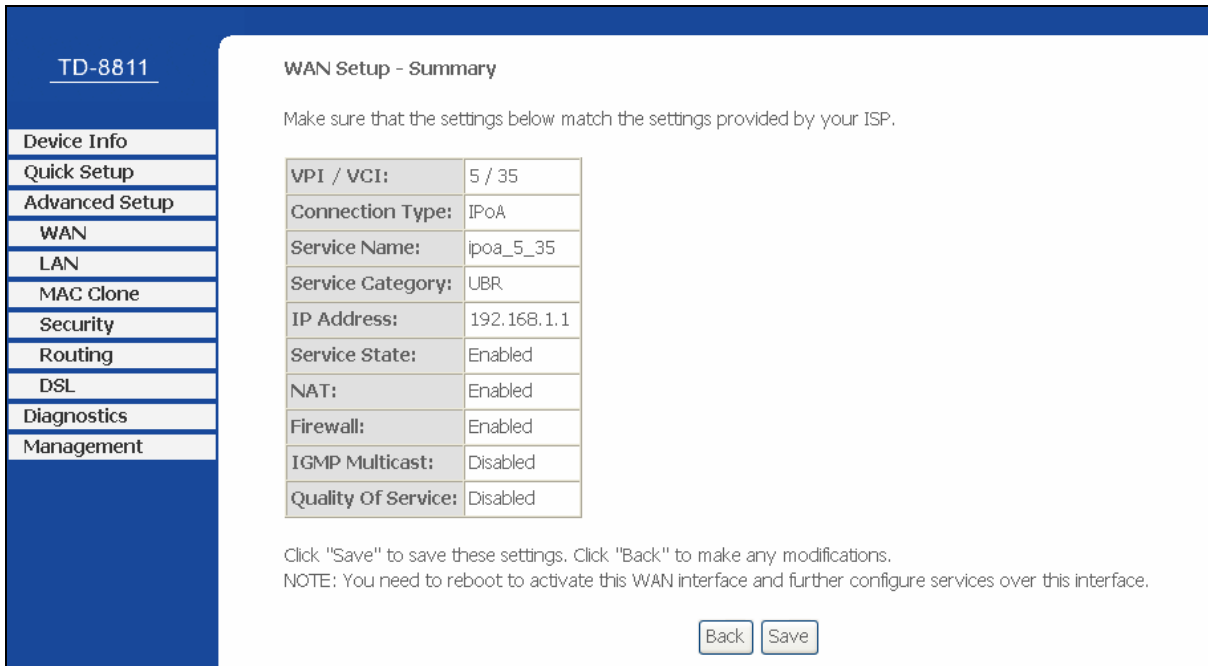 TD-8811
Device Info
Quick Setup
Advanced Setup
WAN
LAN
MAC Clone
Security
Routing
DSL
Diagnostics
Management
WAN Setup - Summary
Make sure that the settings below match the settings provided by your ISP.
VPI / VCI: 5 / 35
Connection Type: IPoA
Service Name: ipoa_5_35
Service Category: UBR
IP Address: 192.168.1.1
Service State: Enabled
NAT: Enabled
Firewall: Enabled
IGMP Multicast: Disabled
Quality Of Service: Disabled
Click "Save" to save these settings. Click "Back" to make any modifications.
NOTE: You need to reboot to activate this WAN interface and further configure services over this interface.
Back Save